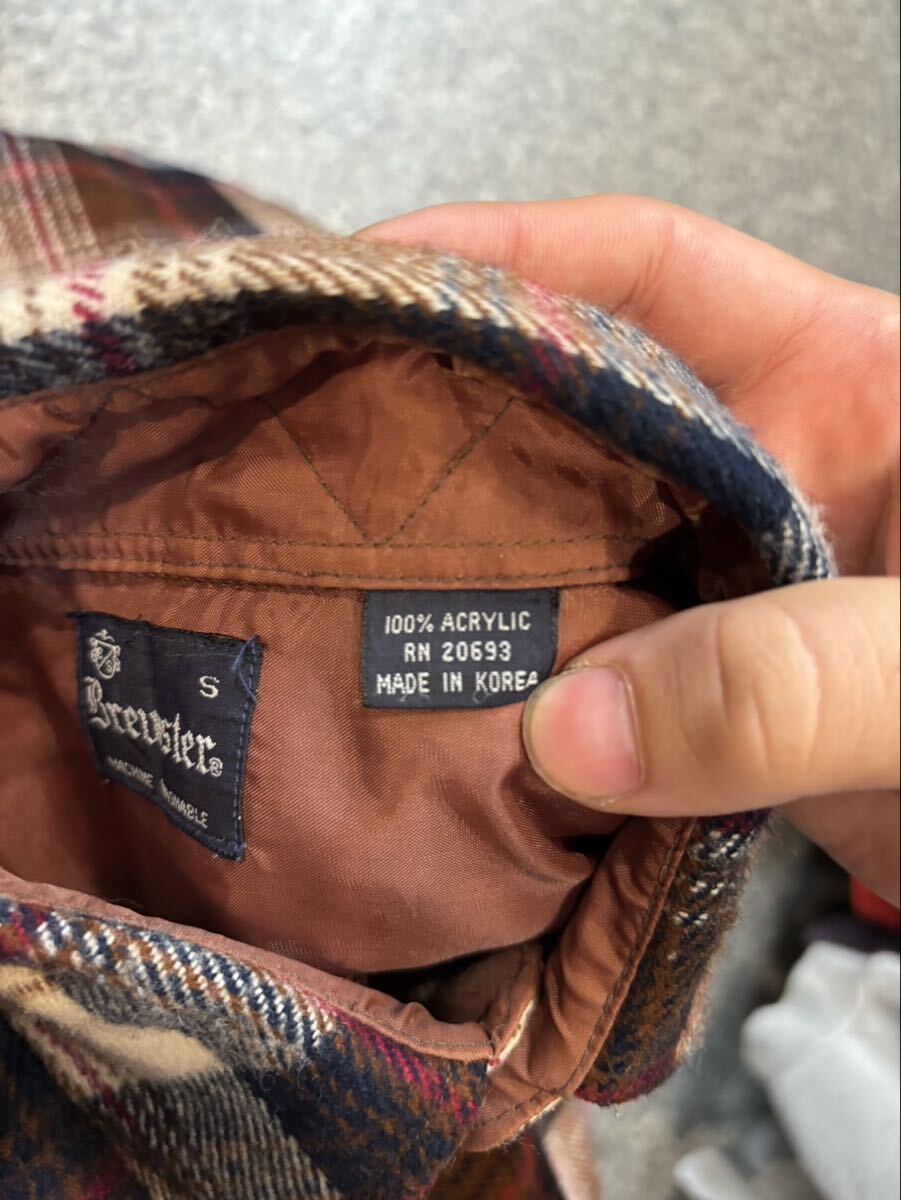 S
Brewster®
MACHINE WASHABLE
100% ACRYLIC
RN 20693
MADE IN KOREA